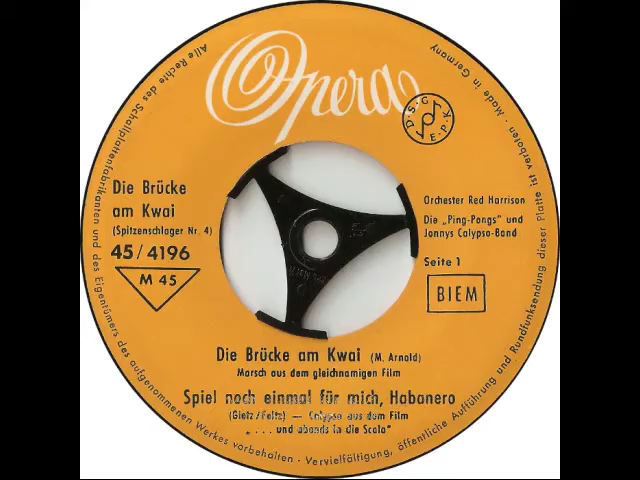 Opera
D·S·G
E·P·K
Alle Rechte des Schallplattenfabrikanten und des Eigentümers des aufgenommenen Werkes vorbehalten - Vervielfältigung, öffentliche Aufführung und Rundfunksendung dieser Platte ist verboten - Made in Germany
Die Brücke
am Kwai
(Spitzenschlager Nr. 4)
45/4196
M 45
Orchester Red Harrison
Die „Ping-Pongs" und
Jonnys Calypso-Band
Seite 1
BIEM
Die Brücke am Kwai (M. Arnold)
Marsch aus dem gleichnamigen Film
Spiel noch einmal für mich, Habanero
(Gietz/Feltz) — Calypso aus dem Film
„... und abends in die Scala"